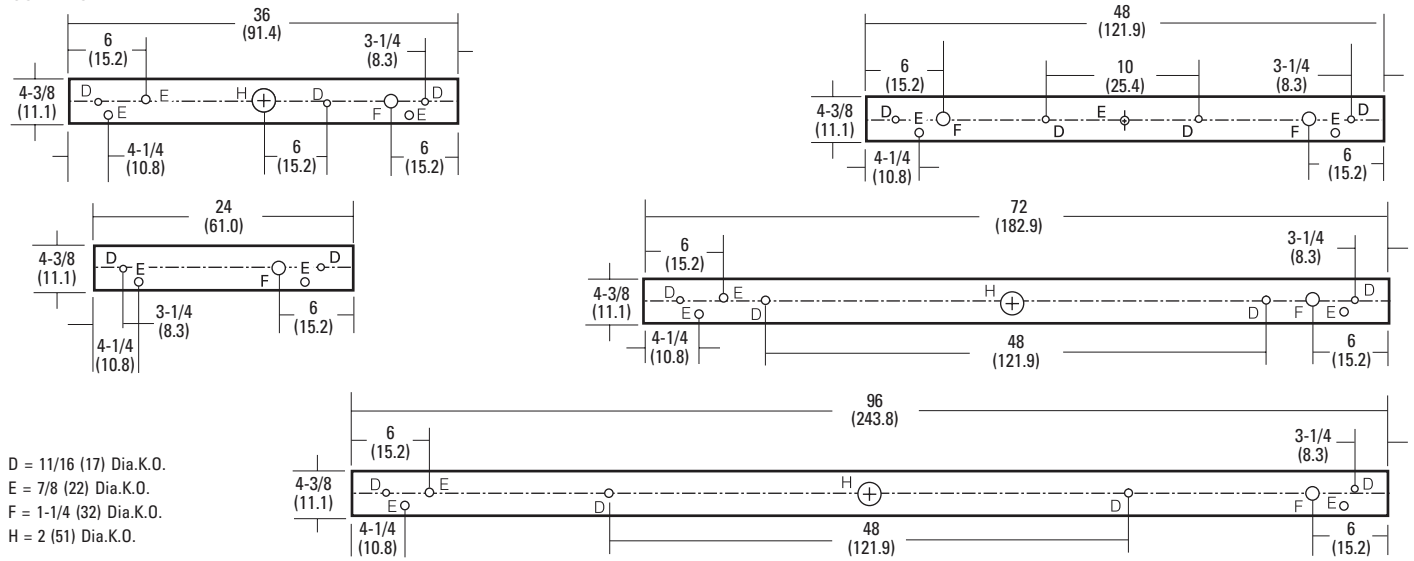 36
(91.4)
6
(15.2)
3-1/4
(8.3)
4-3/8
(11.1)
D
E
E
H
D
F
E
D
4-1/4
(10.8)
6
(15.2)
6
(15.2)
48
(121.9)
6
(15.2)
10
(25.4)
3-1/4
(8.3)
4-3/8
(11.1)
D
E
F
D
E
D
F
E
D
4-1/4
(10.8)
6
(15.2)
24
(61.0)
4-3/8
(11.1)
D
E
F
E
D
3-1/4
(8.3)
4-1/4
(10.8)
6
(15.2)
72
(182.9)
6
(15.2)
3-1/4
(8.3)
4-3/8
(11.1)
D
E
E
D
H
D
F
E
D
4-1/4
(10.8)
48
(121.9)
6
(15.2)
96
(243.8)
6
(15.2)
3-1/4
(8.3)
4-3/8
(11.1)
D
E
E
D
H
D
F
E
D
4-1/4
(10.8)
48
(121.9)
6
(15.2)
D = 11/16 (17) Dia.K.O.
E = 7/8 (22) Dia.K.O.
F = 1-1/4 (32) Dia.K.O.
H = 2 (51) Dia.K.O.